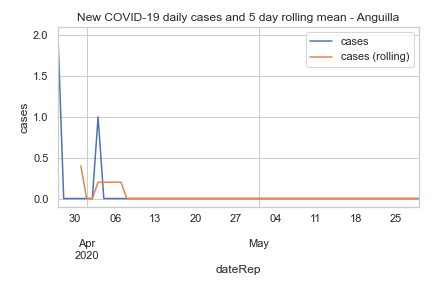 New COVID-19 daily cases and 5 day rolling mean - Anguilla
cases
cases (rolling)
2.0
1.5
1.0
0.5
0.0
cases
30 06 13 20 27 04 11 18 25
Apr May
2020
dateRep